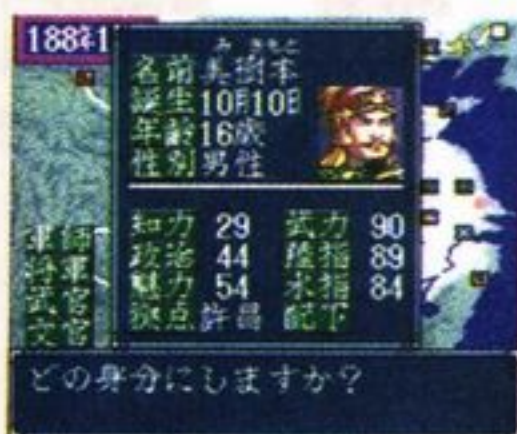 188年1
み きもと
名前 美樹本
誕生 10月10日
年齢 16歳
性別 男性
知力 29 武力 90
政治 44 陸指 89
魅力 54 水指 84
拠点 許昌 配下
軍師
将軍
武官
文官
どの身分にしますか?